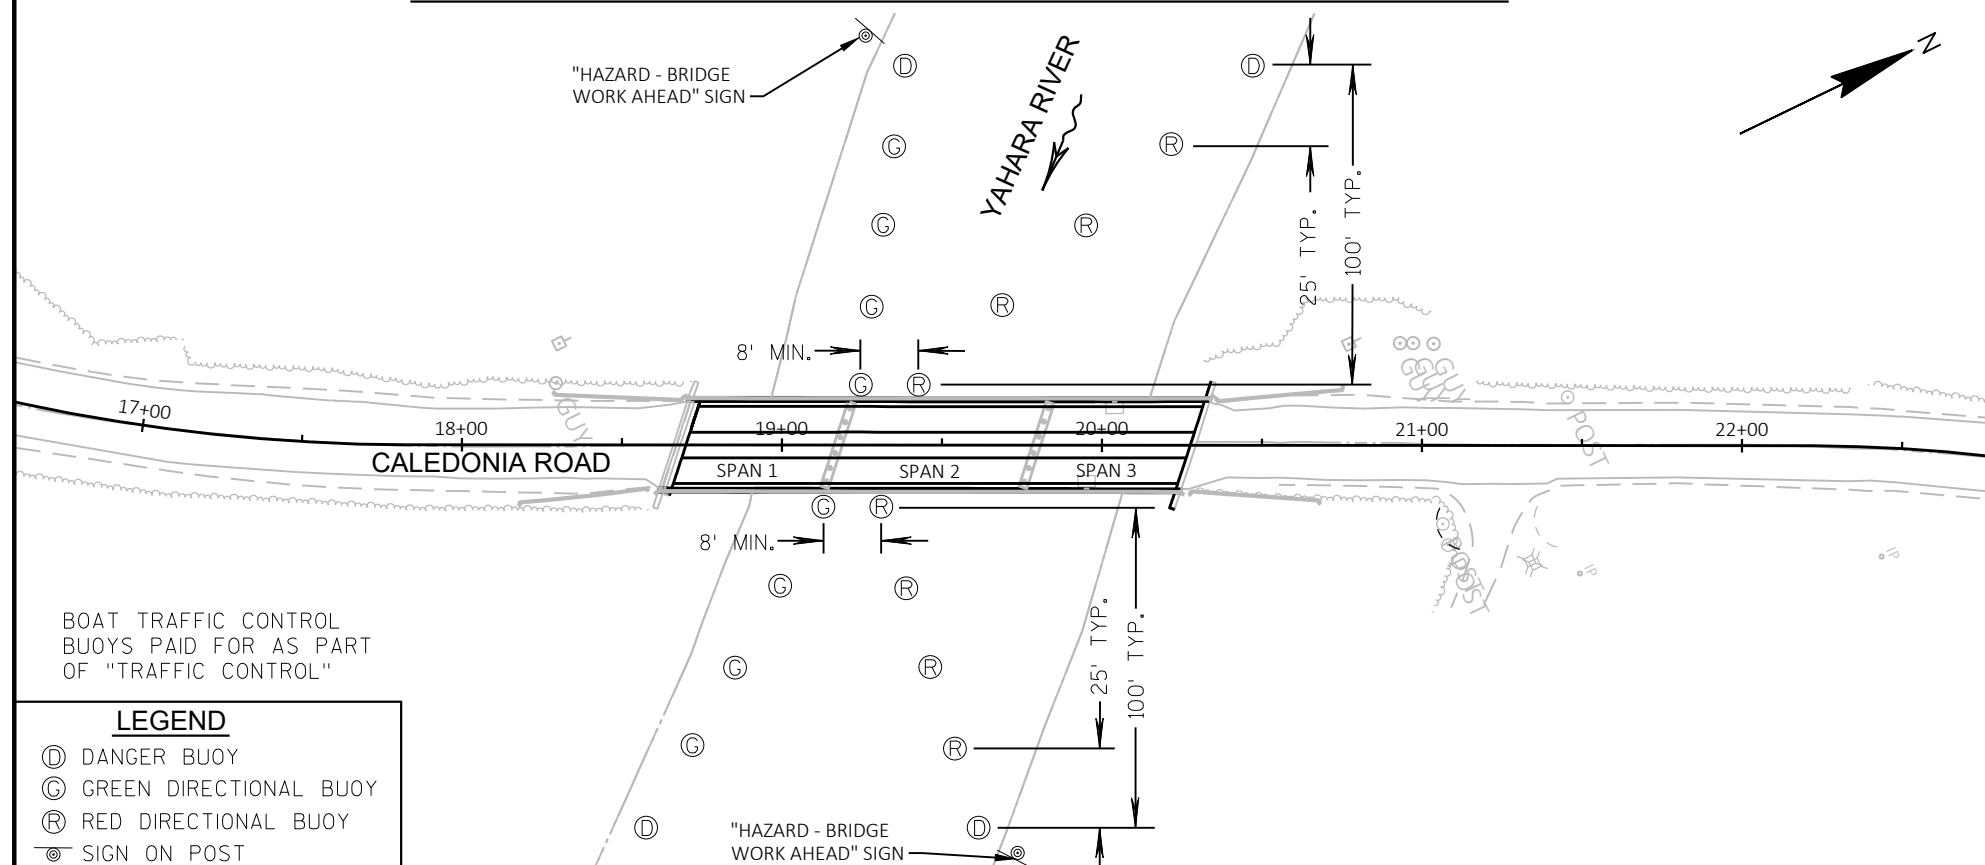 "HAZARD - BRIDGE
WORK AHEAD" SIGN
D
D
N
YAHARA RIVER
G
R
G
R
25' TYP.
100' TYP.
G
R
8' MIN.
G
R
GUY
GUY
GUY
17+00
18+00
19+00
20+00
21+00
22+00
POST
CALEDONIA ROAD
SPAN 1
SPAN 2
SPAN 3
G
R
8' MIN.
G
R
POST
IP
IP
25' TYP.
100' TYP.
G
R
G
R
D
D
"HAZARD - BRIDGE
WORK AHEAD" SIGN
BOAT TRAFFIC CONTROL
BUOYS PAID FOR AS PART
OF "TRAFFIC CONTROL"
LEGEND
D DANGER BUOY
G GREEN DIRECTIONAL BUOY
R RED DIRECTIONAL BUOY
SIGN ON POST